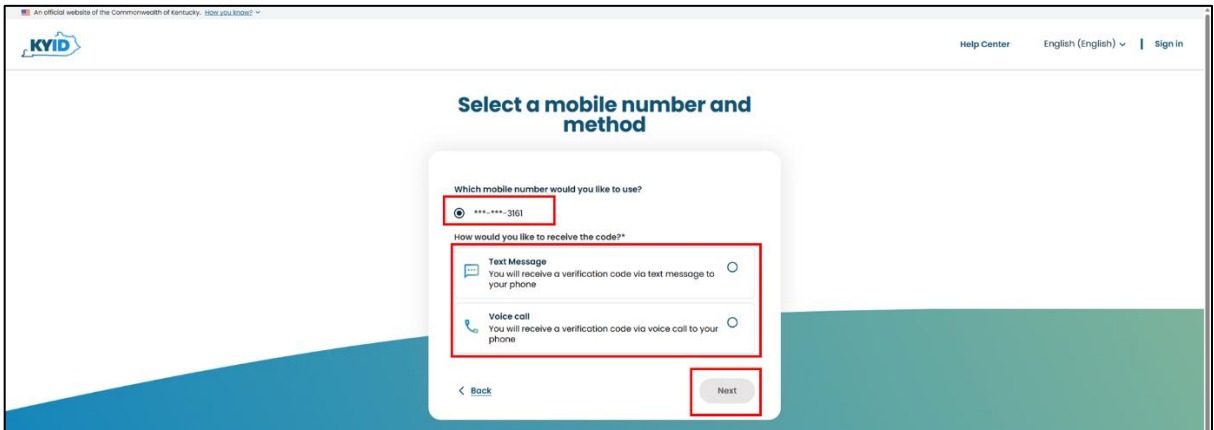 An official website of the Commonwealth of Kentucky. How you know?
KYID
Help Center English (English) Sign in
Select a mobile number and
method
Which mobile number would you like to use?
***-***-3161
How would you like to receive the code?*
Text Message
You will receive a verification code via text message to
your phone
Voice call
You will receive a verification code via voice call to your
phone
Back
Next